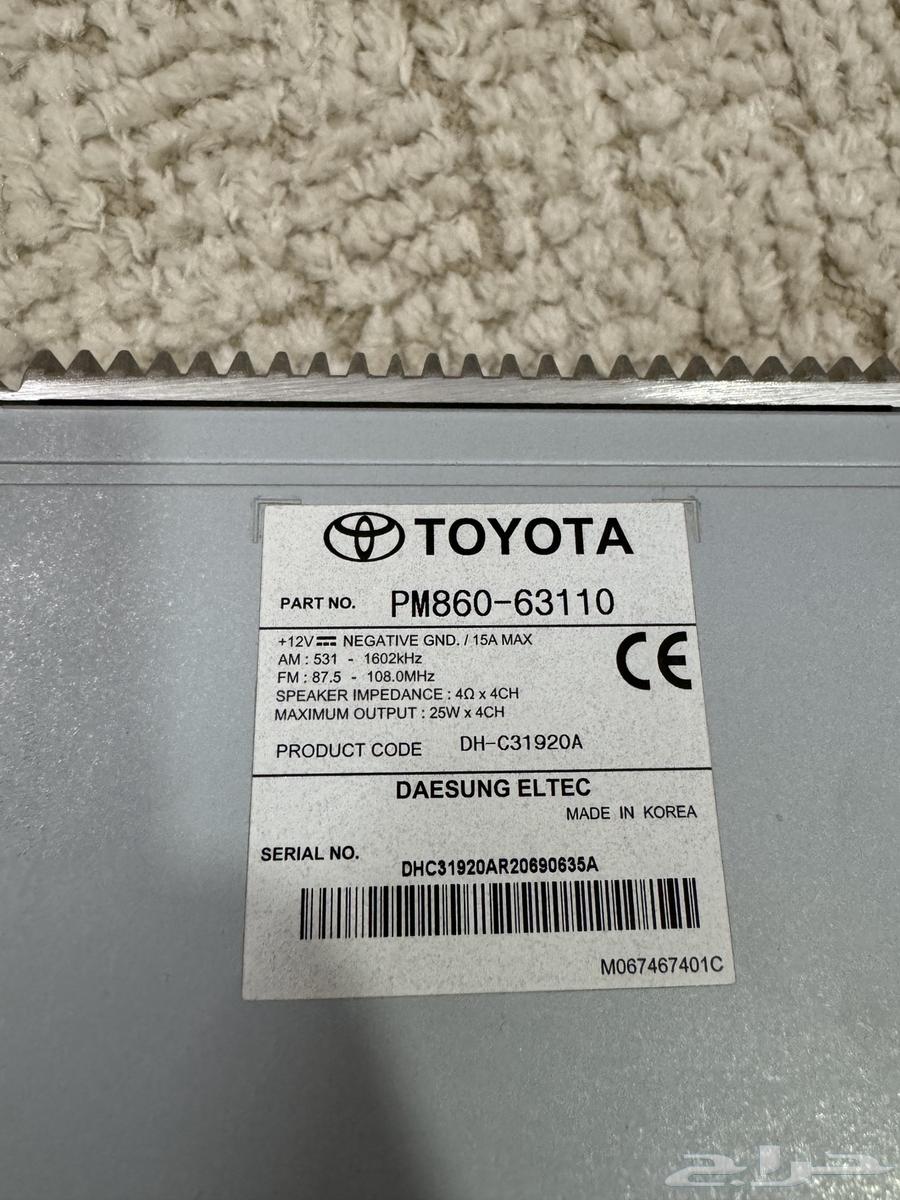 TOYOTA
PART NO. PM860-63110
+12V NEGATIVE GND. / 15A MAX
AM : 531 - 1602kHz
FM : 87.5 - 108.0MHz
SPEAKER IMPEDANCE : 4Ω x 4CH
MAXIMUM OUTPUT : 25W x 4CH
CE
PRODUCT CODE DH-C31920A
DAESUNG ELTEC
MADE IN KOREA
SERIAL NO.
DHC31920AR20690635A
M067467401C
حراج